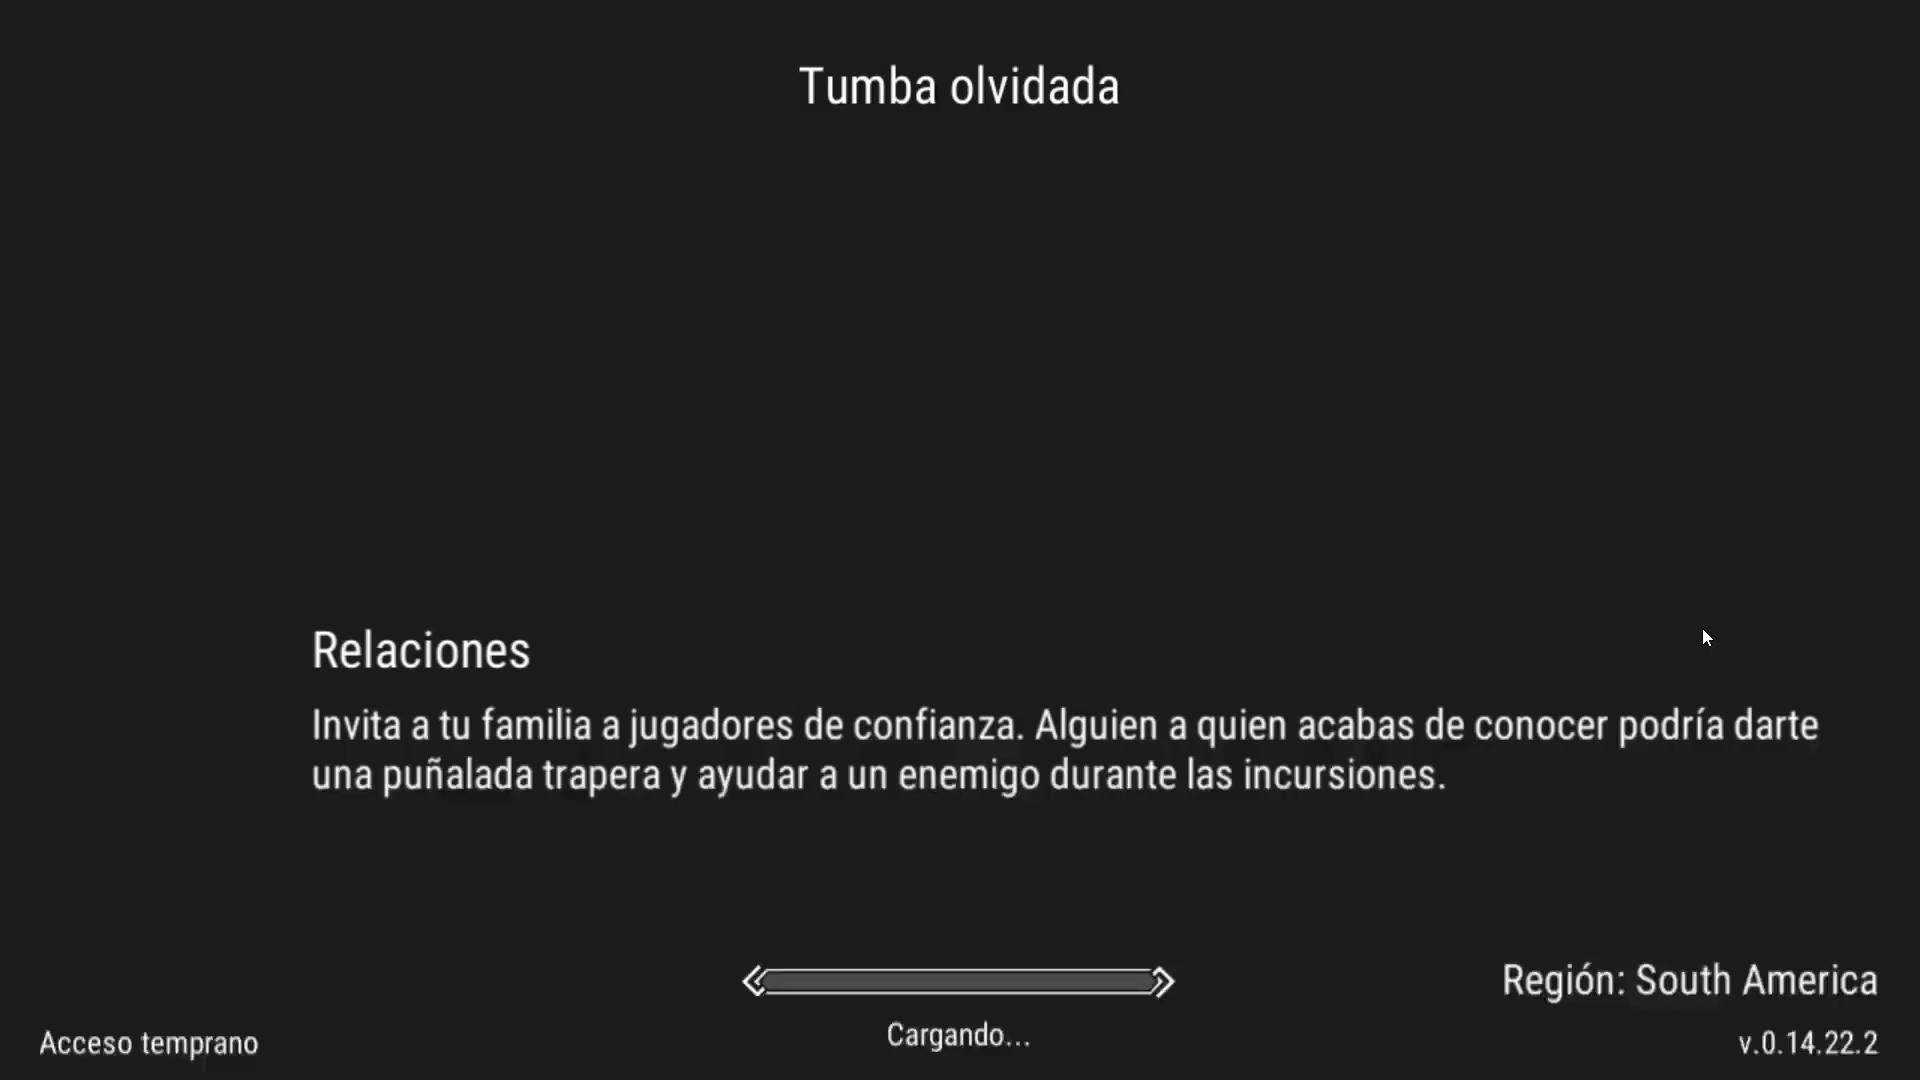 Tumba olvidada
Relaciones
Invita a tu familia a jugadores de confianza. Alguien a quien acabas de conocer podría darte
una puñalada trapera y ayudar a un enemigo durante las incursiones.
Región: South America
Cargando...
Acceso temprano
v.0.14.22.2